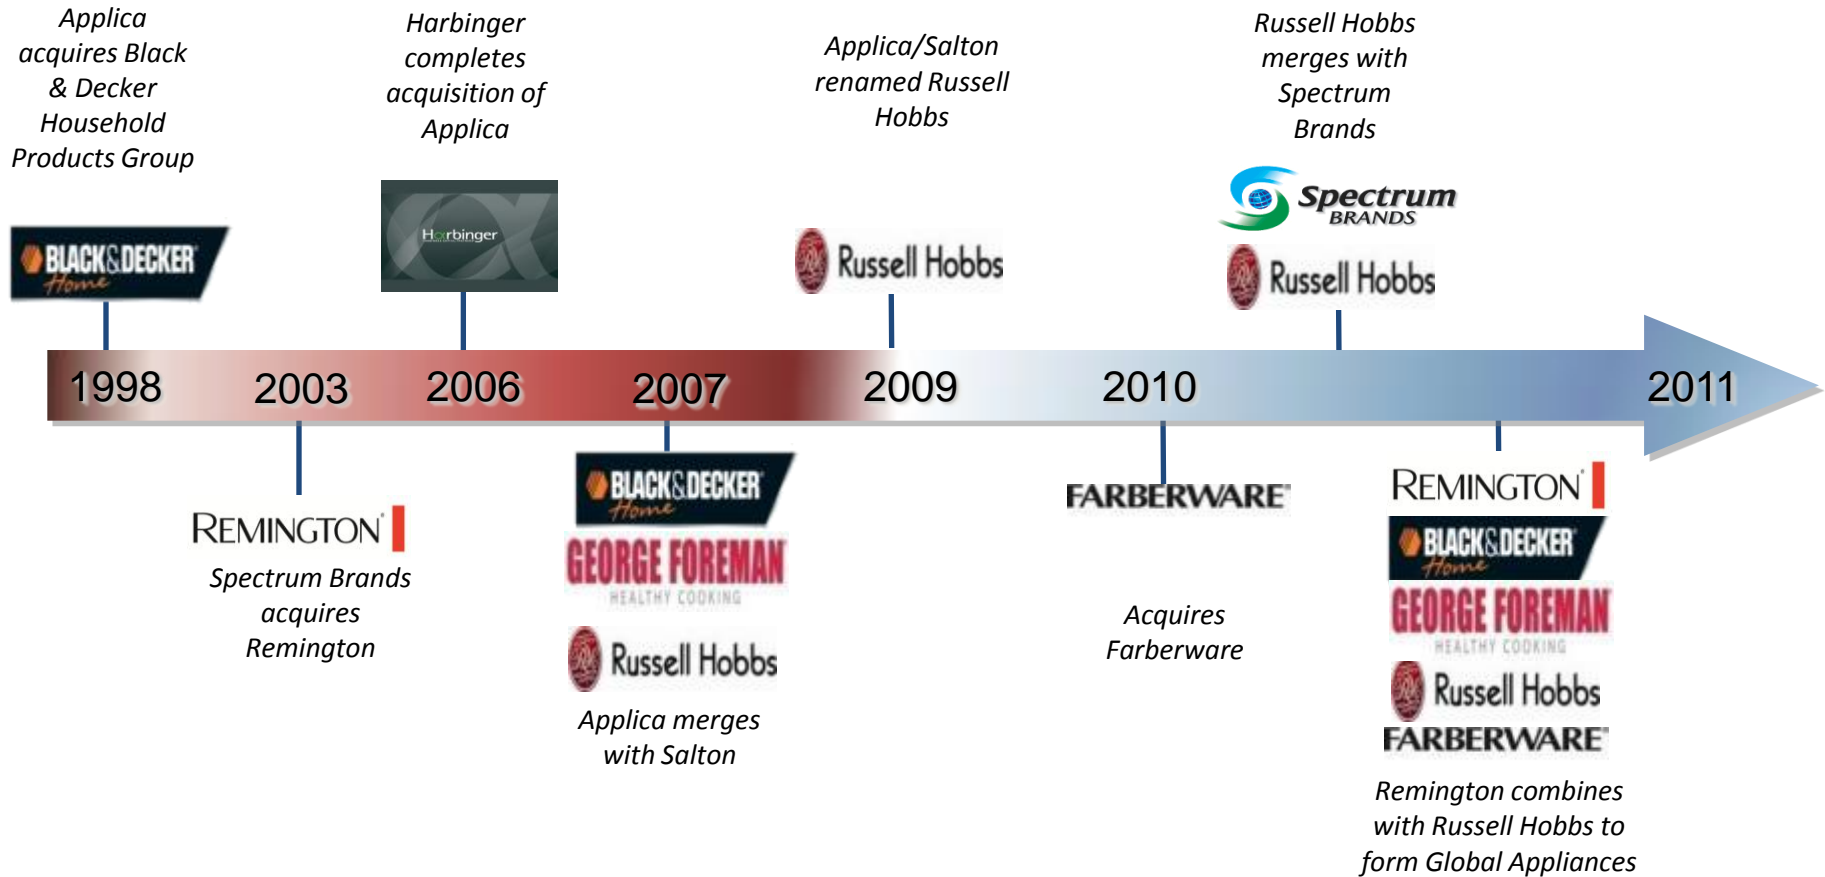 Applica
acquires Black
& Decker
Household
Products Group
Harbinger
completes
acquisition of
Applica
Applica/Salton
renamed Russell
Hobbs
Russell Hobbs
merges with
Spectrum
Brands
BLACK&DECKER
Home
Harbinger
Russell Hobbs
Spectrum
BRANDS
Russell Hobbs
1998
2003
2006
2007
2009
2010
2011
REMINGTON
Spectrum Brands
acquires
Remington
BLACK&DECKER
Home
GEORGE FOREMAN
HEALTHY COOKING
Russell Hobbs
Applica merges
with Salton
FARBERWARE
Acquires
Farberware
REMINGTON
BLACK&DECKER
Home
GEORGE FOREMAN
HEALTHY COOKING
Russell Hobbs
FARBERWARE
Remington combines
with Russell Hobbs to
form Global Appliances